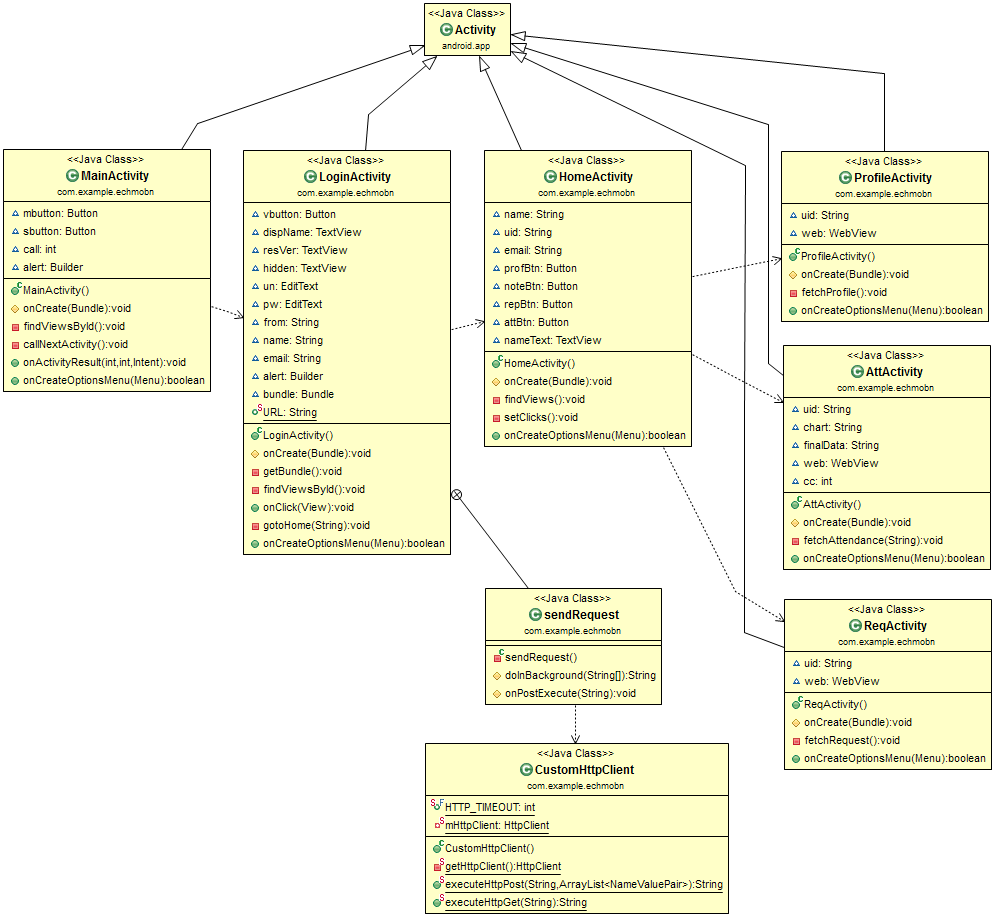 <<Java Class>>
Activity
android.app
<<Java Class>>
MainActivity
com.example.echmobn
mbutton: Button
sbutton: Button
call: int
alert: Builder
MainActivity()
onCreate(Bundle):void
findViewsById():void
callNextActivity():void
onActivityResult(int,int,Intent):void
onCreateOptionsMenu(Menu):boolean
<<Java Class>>
LoginActivity
com.example.echmobn
vbutton: Button
dispName: TextView
resVer: TextView
hidden: TextView
un: EditText
pw: EditText
from: String
name: String
email: String
alert: Builder
bundle: Bundle
URL: String
LoginActivity()
onCreate(Bundle):void
getBundle():void
findViewsById():void
onClick(View):void
gotoHome(String):void
onCreateOptionsMenu(Menu):boolean
<<Java Class>>
HomeActivity
com.example.echmobn
name: String
uid: String
email: String
profBtn: Button
noteBtn: Button
repBtn: Button
attBtn: Button
nameText: TextView
HomeActivity()
onCreate(Bundle):void
findViews():void
setClicks():void
onCreateOptionsMenu(Menu):boolean
<<Java Class>>
ProfileActivity
com.example.echmobn
uid: String
web: WebView
ProfileActivity()
onCreate(Bundle):void
fetchProfile():void
onCreateOptionsMenu(Menu):boolean
<<Java Class>>
AttActivity
com.example.echmobn
uid: String
chart: String
finalData: String
web: WebView
cc: int
AttActivity()
onCreate(Bundle):void
fetchAttendance(String):void
onCreateOptionsMenu(Menu):boolean
<<Java Class>>
sendRequest
com.example.echmobn
sendRequest()
doInBackground(String[]):String
onPostExecute(String):void
<<Java Class>>
ReqActivity
com.example.echmobn
uid: String
web: WebView
ReqActivity()
onCreate(Bundle):void
fetchRequest():void
onCreateOptionsMenu(Menu):boolean
<<Java Class>>
CustomHttpClient
com.example.echmobn
HTTP_TIMEOUT: int
mHttpClient: HttpClient
CustomHttpClient()
getHttpClient():HttpClient
executeHttpPost(String,ArrayList<NameValuePair>):String
executeHttpGet(String):String